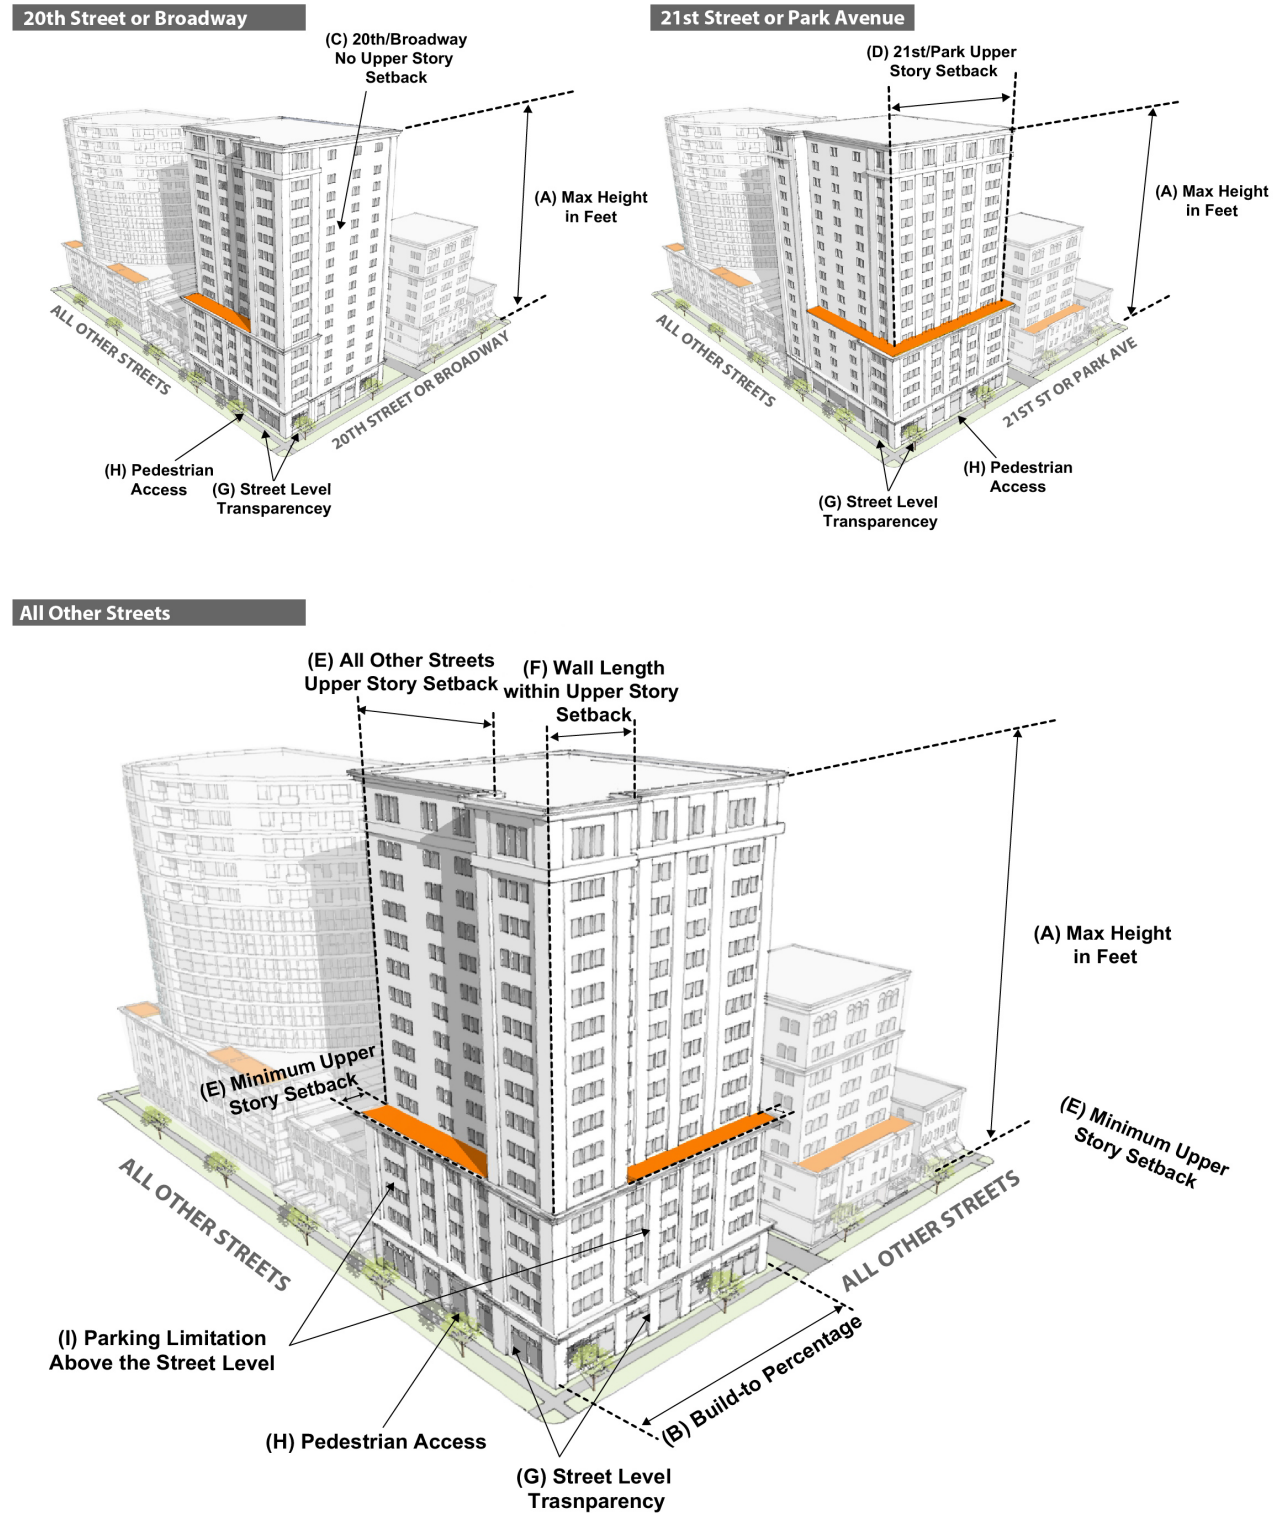 20th Street or Broadway
(C) 20th/Broadway
No Upper Story
Setback
(A) Max Height
in Feet
ALL OTHER STREETS
20TH STREET OR BROADWAY
(H) Pedestrian
Access
(G) Street Level
Transparencey
21st Street or Park Avenue
(D) 21st/Park Upper
Story Setback
(A) Max Height
in Feet
ALL OTHER STREETS
21ST ST OR PARK AVE
(H) Pedestrian
Access
(G) Street Level
Transparencey
All Other Streets
(E) All Other Streets
Upper Story Setback
(F) Wall Length
within Upper Story
Setback
(A) Max Height
in Feet
(E) Minimum Upper
Story Setback
(E) Minimum Upper
Story Setback
ALL OTHER STREETS
ALL OTHER STREETS
(I) Parking Limitation
Above the Street Level
(B) Build-to Percentage
(H) Pedestrian Access
(G) Street Level
Trasnparency